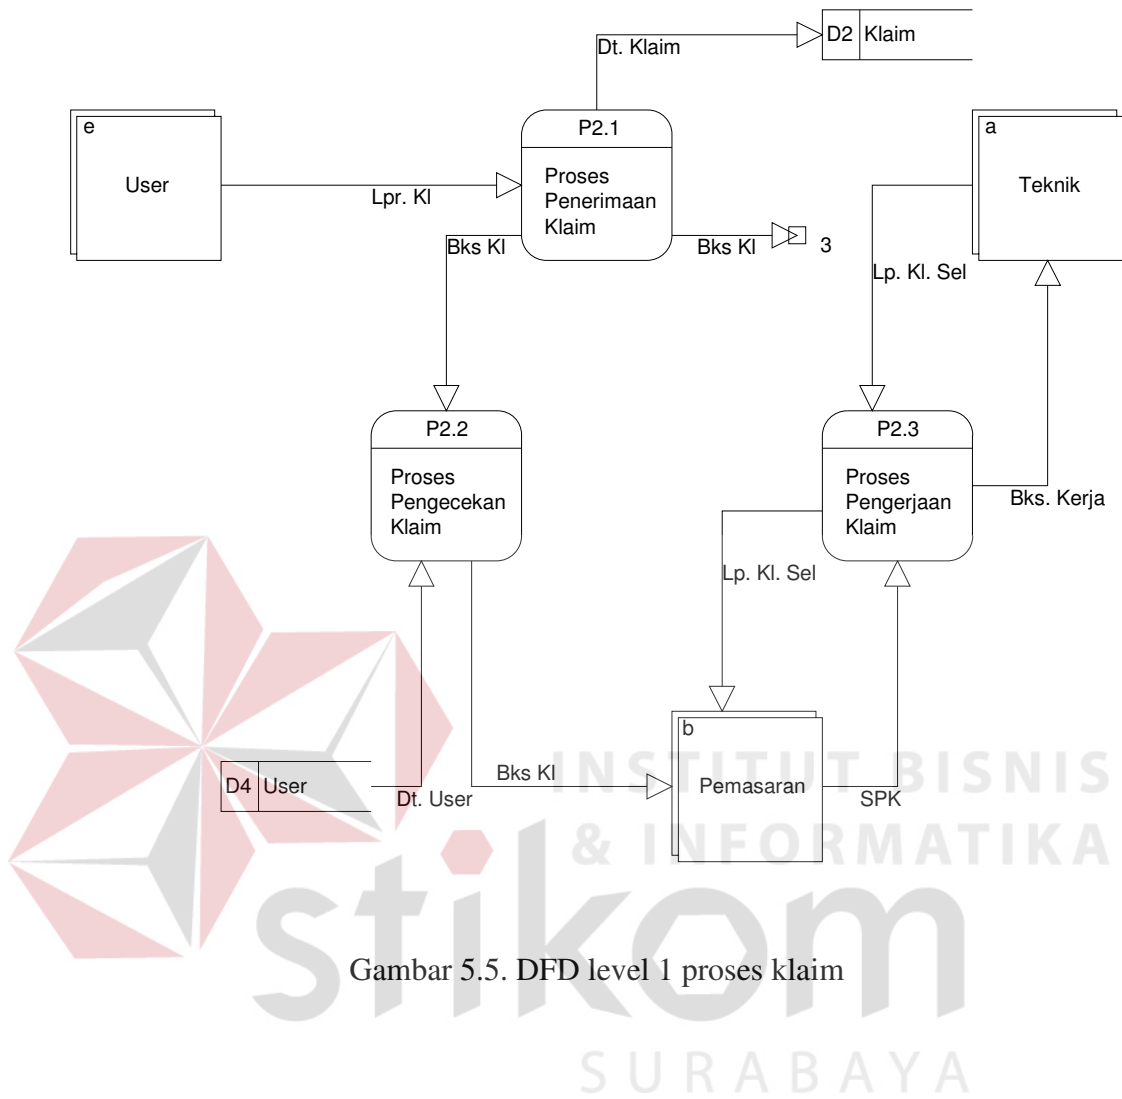 Dt. Klaim
D2 Klaim
e
User
P2.1
Proses
Penerimaan
Klaim
a
Teknik
Lpr. Kl
Bks Kl
Bks Kl
3
Lp. Kl. Sel
P2.2
Proses
Pengecekan
Klaim
P2.3
Proses
Pengerjaan
Klaim
Bks. Kerja
Lp. Kl. Sel
b
Pemasaran
D4 User
Dt. User
Bks Kl
SPK
INSTITUT BISNIS
& INFORMATIKA
stikom
Gambar 5.5. DFD level 1 proses klaim
SURABAYA